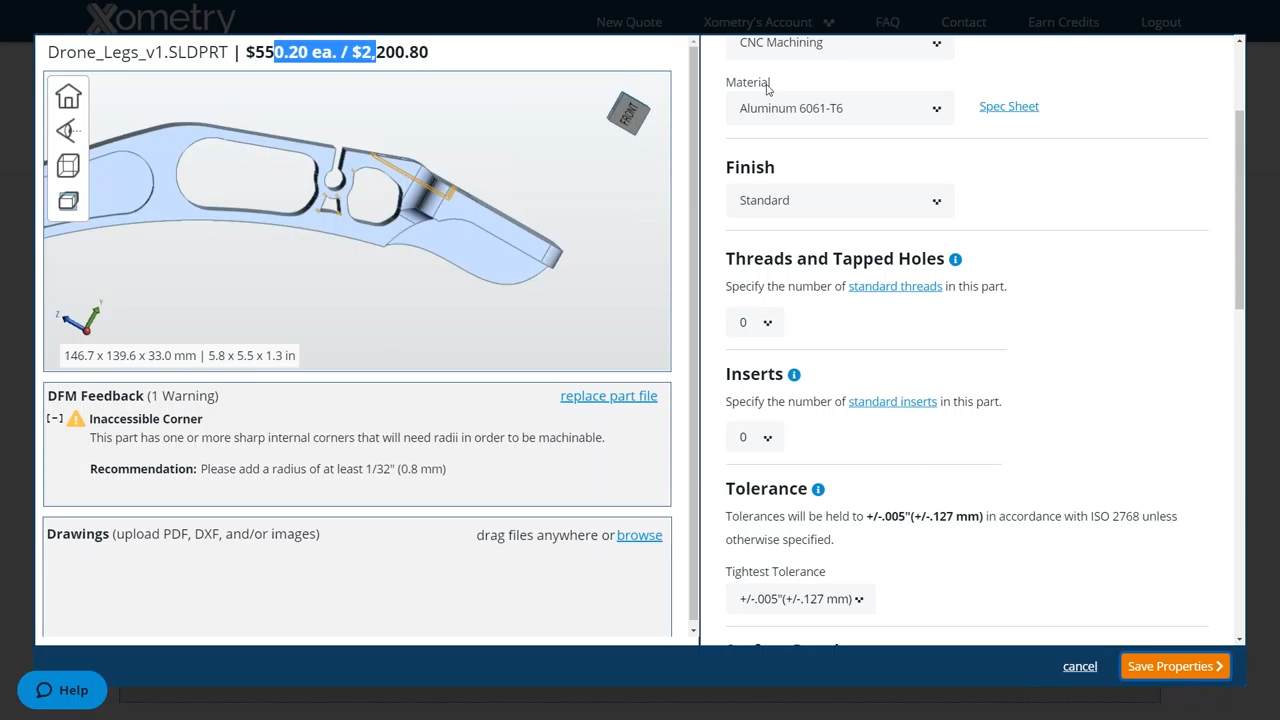 Xometry
New Quote
Xometry's Account
FAQ
Contact
Earn Credits
Logout
Drone_Legs_v1.SLDPRT | $550.20 ea. / $2,200.80
FRONT
Y
Z
146.7 x 139.6 x 33.0 mm | 5.8 x 5.5 x 1.3 in
DFM Feedback (1 Warning)
replace part file
[-] Inaccessible Corner
This part has one or more sharp internal corners that will need radii in order to be machinable.
Recommendation: Please add a radius of at least 1/32" (0.8 mm)
Drawings (upload PDF, DXF, and/or images)
drag files anywhere or browse
CNC Machining
Material
Aluminum 6061-T6
Spec Sheet
Finish
Standard
Threads and Tapped Holes
Specify the number of standard threads in this part.
0
Inserts
Specify the number of standard inserts in this part.
0
Tolerance
Tolerances will be held to +/-.005"(+/-.127 mm) in accordance with ISO 2768 unless
otherwise specified.
Tightest Tolerance
+/-.005"(+/-.127 mm)
cancel
Save Properties
Help